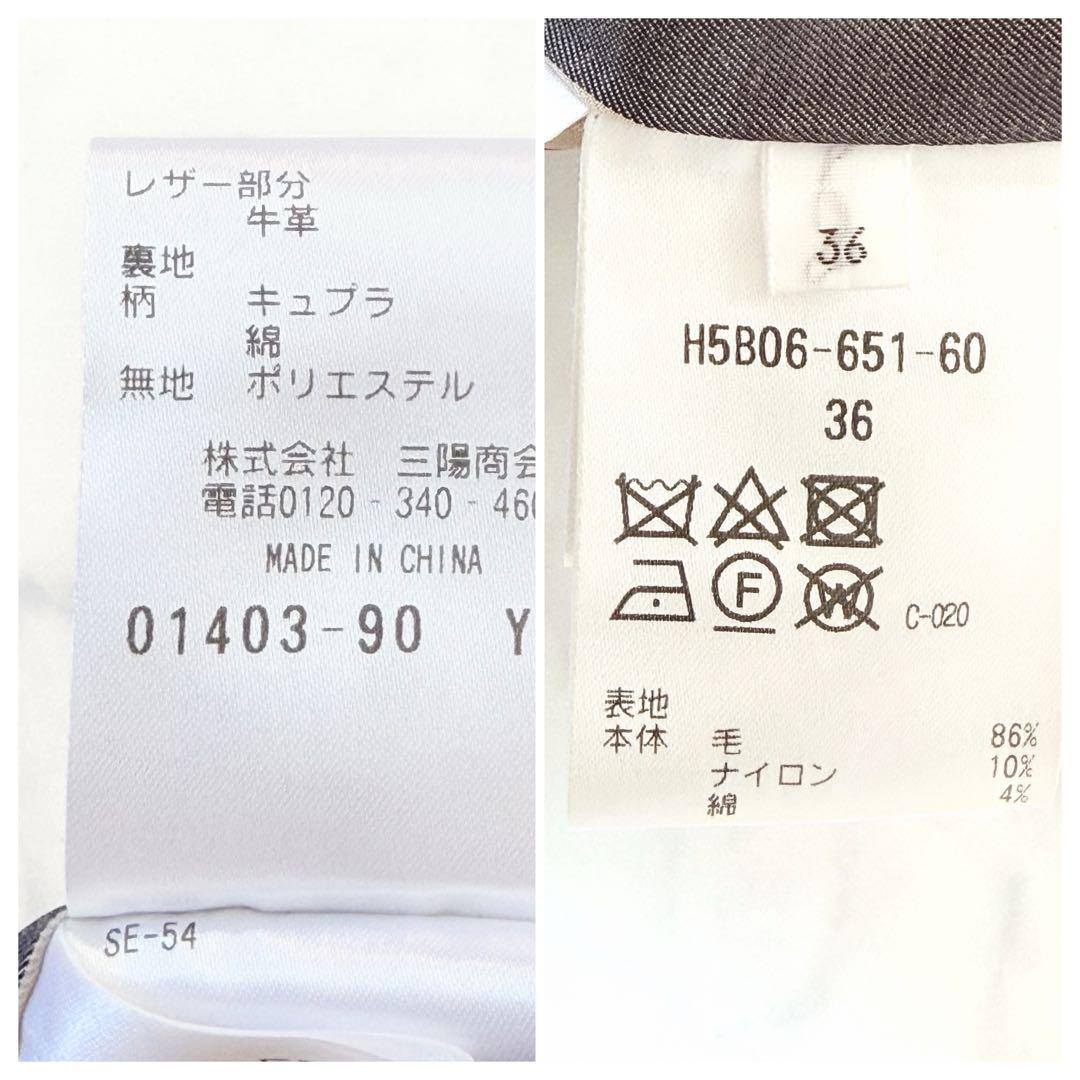 レザー部分
牛革
裏地
柄 キュプラ
綿
無地 ポリエステル
株式会社 三陽商会
電話0120-340-460
MADE IN CHINA
01403-90 Y
SE-54
36
H5B06-651-60
36
F W C-020
表地
本体 毛 86%
ナイロン 10%
綿 4%